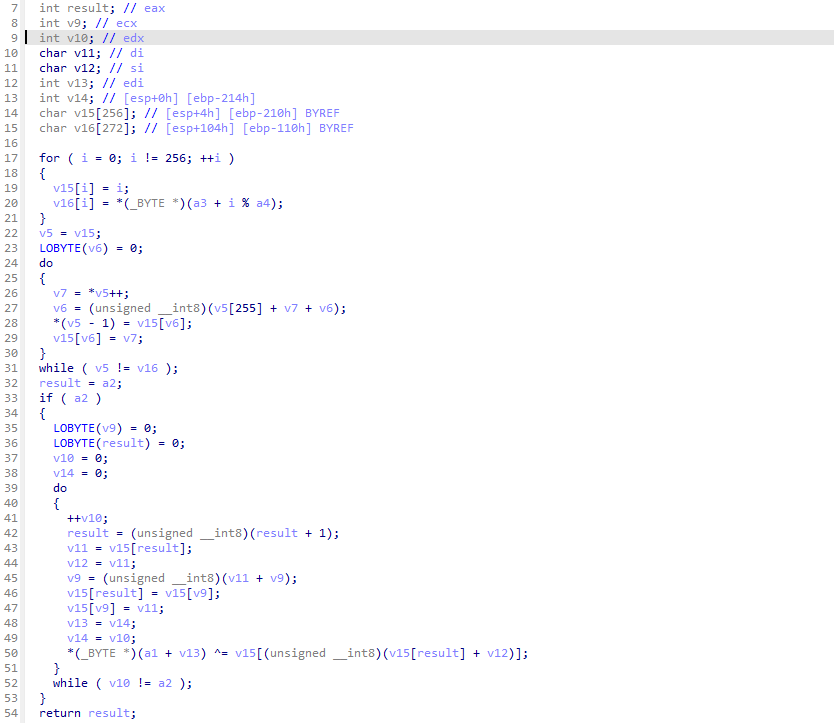 7 int result; // eax
8 int v9; // ecx
9 int v10; // edx
10 char v11; // di
11 char v12; // si
12 int v13; // edi
13 int v14; // [esp+0h] [ebp-214h]
14 char v15[256]; // [esp+4h] [ebp-210h] BYREF
15 char v16[272]; // [esp+104h] [ebp-110h] BYREF
16
17 for ( i = 0; i != 256; ++i )
18 {
19 v15[i] = i;
20 v16[i] = *(_BYTE *)(a3 + i % a4);
21 }
22 v5 = v15;
23 LOBYTE(v6) = 0;
24 do
25 {
26 v7 = *v5++;
27 v6 = (unsigned __int8)(v5[255] + v7 + v6);
28 *(v5 - 1) = v15[v6];
29 v15[v6] = v7;
30 }
31 while ( v5 != v16 );
32 result = a2;
33 if ( a2 )
34 {
35 LOBYTE(v9) = 0;
36 LOBYTE(result) = 0;
37 v10 = 0;
38 v14 = 0;
39 do
40 {
41 ++v10;
42 result = (unsigned __int8)(result + 1);
43 v11 = v15[result];
44 v12 = v11;
45 v9 = (unsigned __int8)(v11 + v9);
46 v15[result] = v15[v9];
47 v15[v9] = v11;
48 v13 = v14;
49 v14 = v10;
50 *(_BYTE *)(a1 + v13) ^= v15[(unsigned __int8)(v15[result] + v12)];
51 }
52 while ( v10 != a2 );
53 }
54 return result;